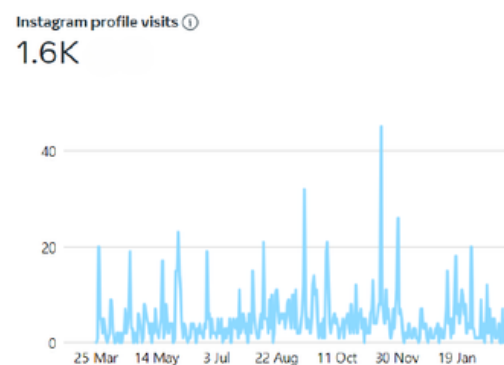 Instagram profile visits
1.6K
40
20
0
25 Mar 14 May 3 Jul 22 Aug 11 Oct 30 Nov 19 Jan